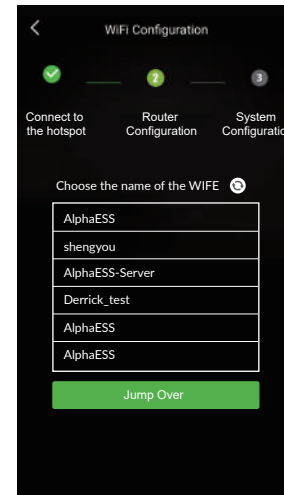 WiFi Configuration
2
3
Connect to
the hotspot
Router
Configuration
System
Configuratio
Choose the name of the WIFE
AlphaESS
shengyou
AlphaESS-Server
Derrick_test
AlphaESS
AlphaESS
Jump Over